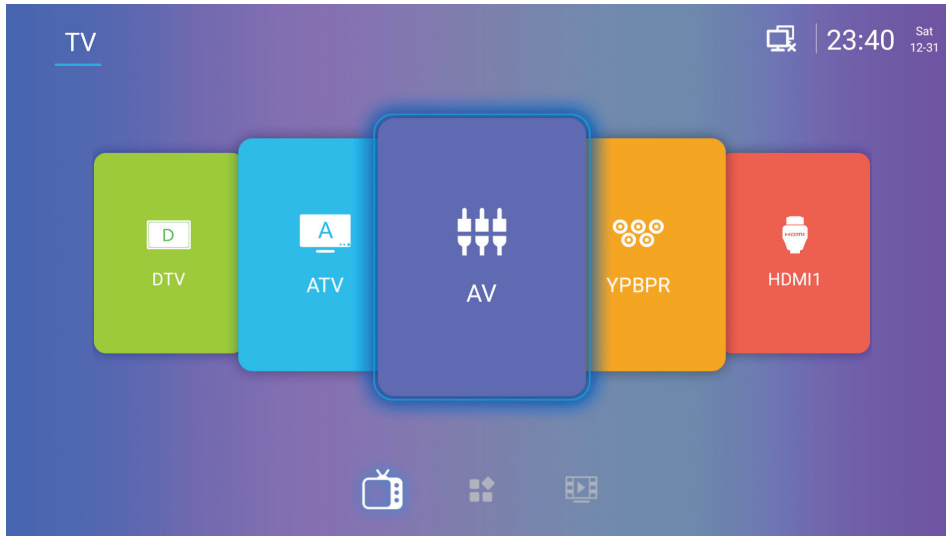 TV
23:40
Sat
12-31
D
DTV
A
ATV
AV
YPBPR
HDMI
HDMI1